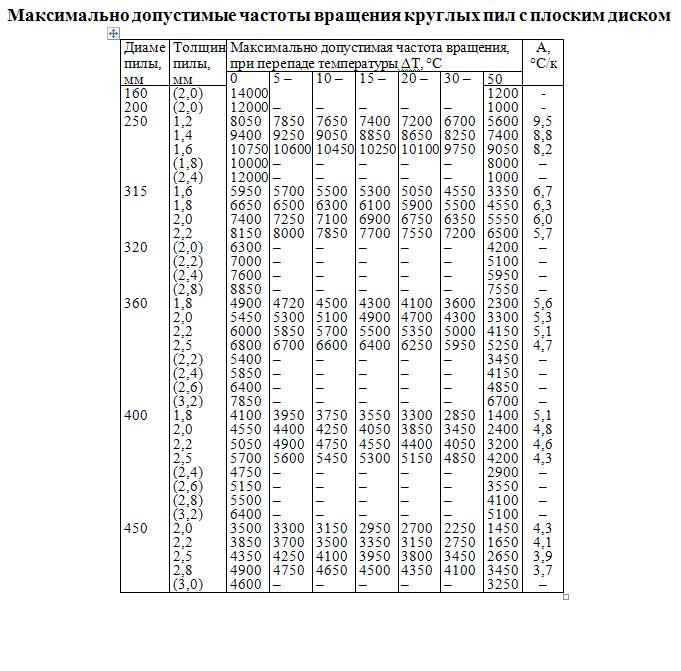 Максимально допустимые частоты вращения круглых пил с плоским диском
Диаме Толщин Максимально допустимая частота вращения, А,
пилы, пилы, при перепаде температуры ΔT, °С °С/к
мм мм 0 5 – 10 – 15 – 20 – 30 – 50
160 (2,0) 14000 1200 -
200 (2,0) 12000 – – – – – 1000 -
250 1,2 8050 7850 7650 7400 7200 6700 5600 9,5
1,4 9400 9250 9050 8850 8650 8250 7400 8,8
1,6 10750 10600 10450 10250 10100 9750 9050 8,2
(1,8) 10000 – – – – – 8000 –
(2,4) 12000 – – – – – 1000 –
315 1,6 5950 5700 5500 5300 5050 4550 3350 6,7
1,8 6650 6500 6300 6100 5900 5500 4550 6,3
2,0 7400 7250 7100 6900 6750 6350 5550 6,0
2,2 8150 8000 7850 7700 7550 7200 6500 5,7
320 (2,0) 6300 – – – – – 4200 –
(2,2) 7000 – – – – – 5100 –
(2,4) 7600 – – – – – 5950 –
(2,8) 8850 – – – – – 7550 –
360 1,8 4900 4720 4500 4300 4100 3600 2300 5,6
2,0 5450 5300 5100 4900 4700 4300 3300 5,3
2,2 6000 5850 5700 5500 5350 5000 4150 5,1
2,5 6800 6700 6600 6400 6250 5950 5250 4,7
(2,2) 5400 – – – – – 3450 –
(2,4) 5850 – – – – – 4150 –
(2,6) 6400 – – – – – 4850 –
(3,2) 7850 – – – – – 6700 –
400 1,8 4100 3950 3750 3550 3300 2850 1400 5,1
2,0 4550 4400 4250 4050 3850 3450 2400 4,8
2,2 5050 4900 4750 4550 4400 4050 3200 4,6
2,5 5700 5600 5450 5300 5150 4850 4200 4,3
(2,4) 4750 – – – – – 2900 –
(2,6) 5150 – – – – – 3550 –
(2,8) 5500 – – – – – 4100 –
(3,2) 6400 – – – – – 5100 –
450 2,0 3500 3300 3150 2950 2700 2250 1450 4,3
2,2 3850 3700 3500 3350 3150 2750 1650 4,1
2,5 4350 4250 4100 3950 3800 3450 2650 3,9
2,8 4900 4750 4650 4500 4350 4100 3450 3,7
(3,0) 4600 – – – – – 3250 –